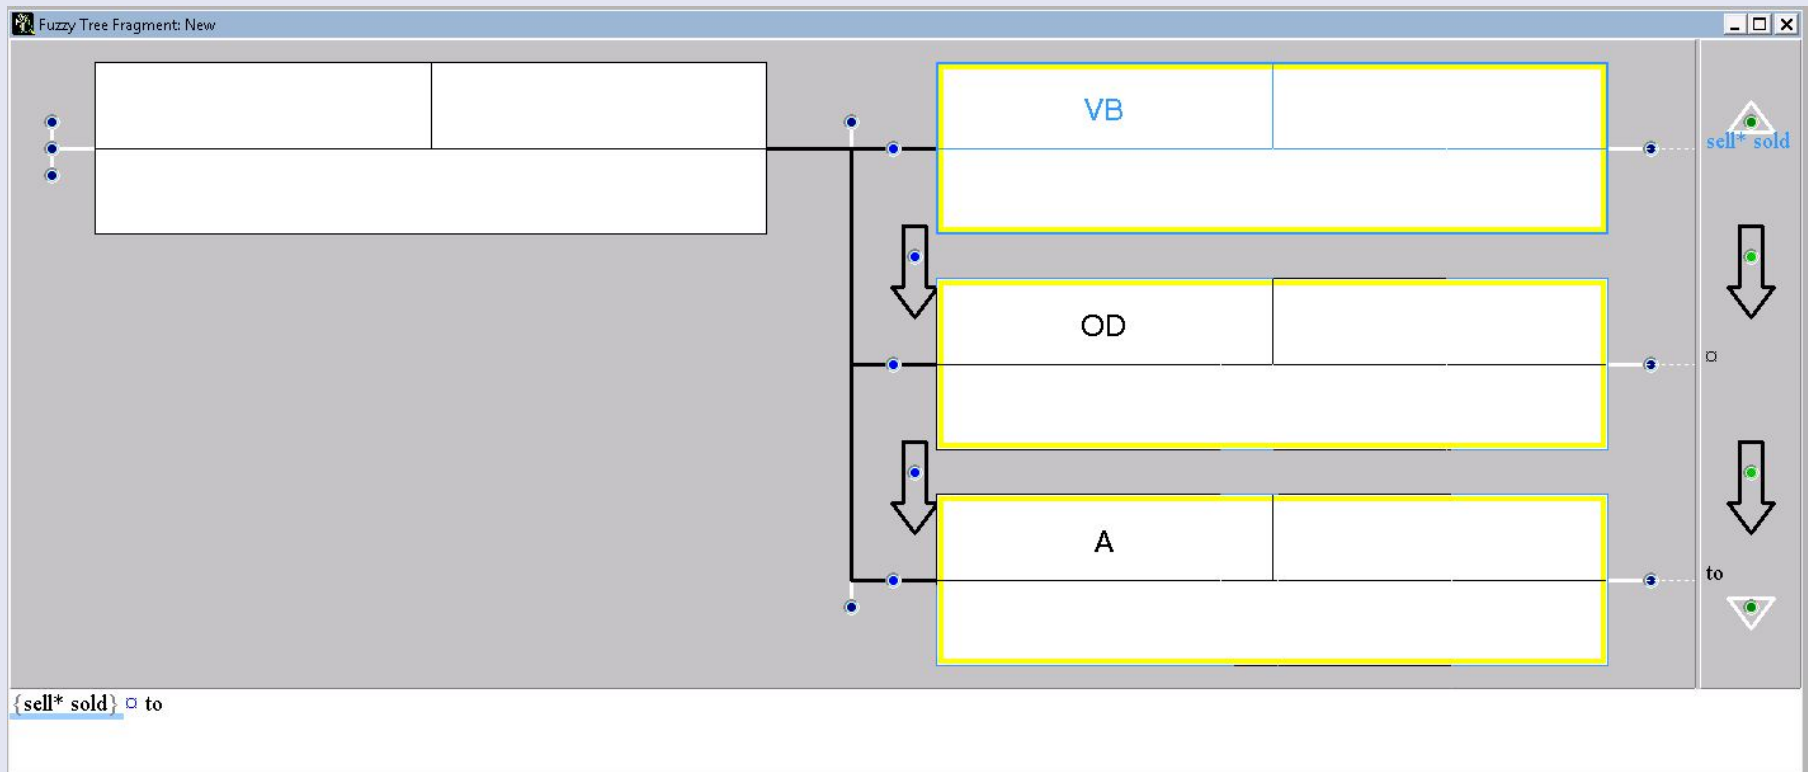 Fuzzy Tree Fragment: New
VB
sell* sold
OD
¤
A
to
{sell* sold} ¤ to